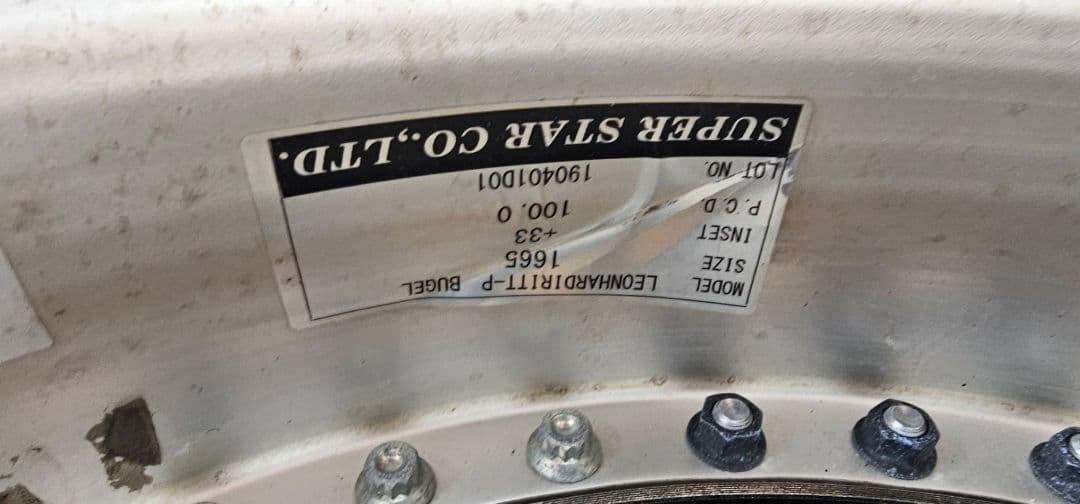 SUPER STAR CO.,LTD.
LOT NO. 190401D01
P.C.D. 100.0
INSET +33
SIZE 1665
MODEL LEONHARDIRITT-P BUGEL